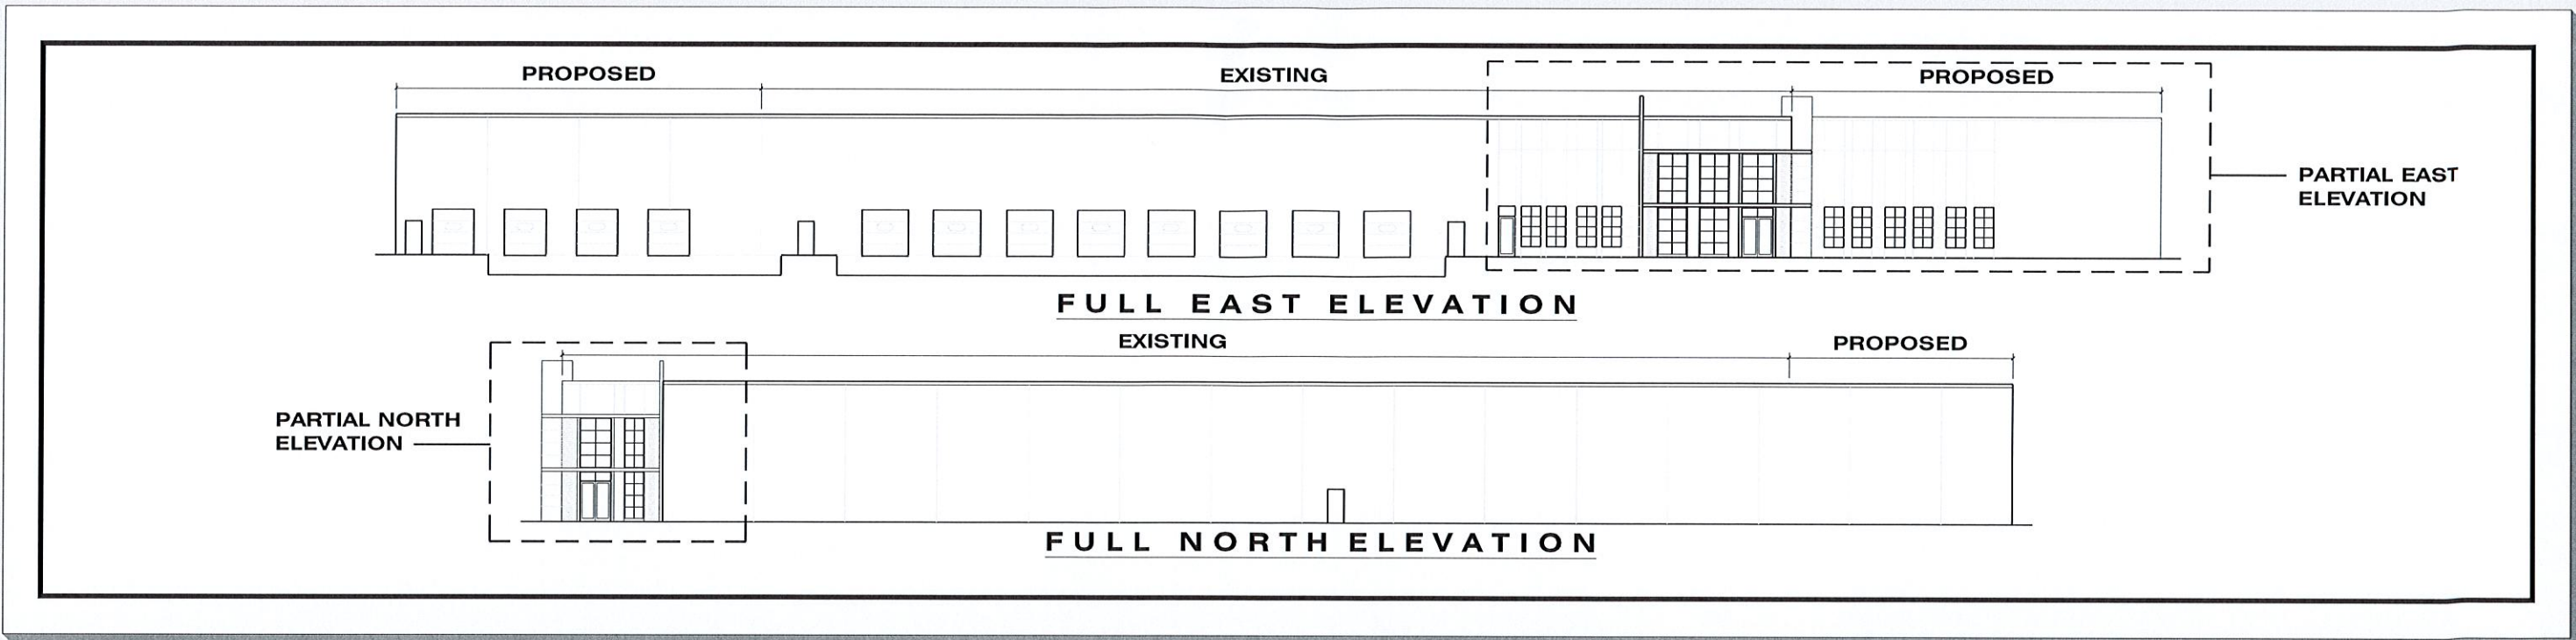 PROPOSED
EXISTING
PROPOSED
PARTIAL EAST
ELEVATION
FULL EAST ELEVATION
EXISTING
PROPOSED
PARTIAL NORTH
ELEVATION
FULL NORTH ELEVATION